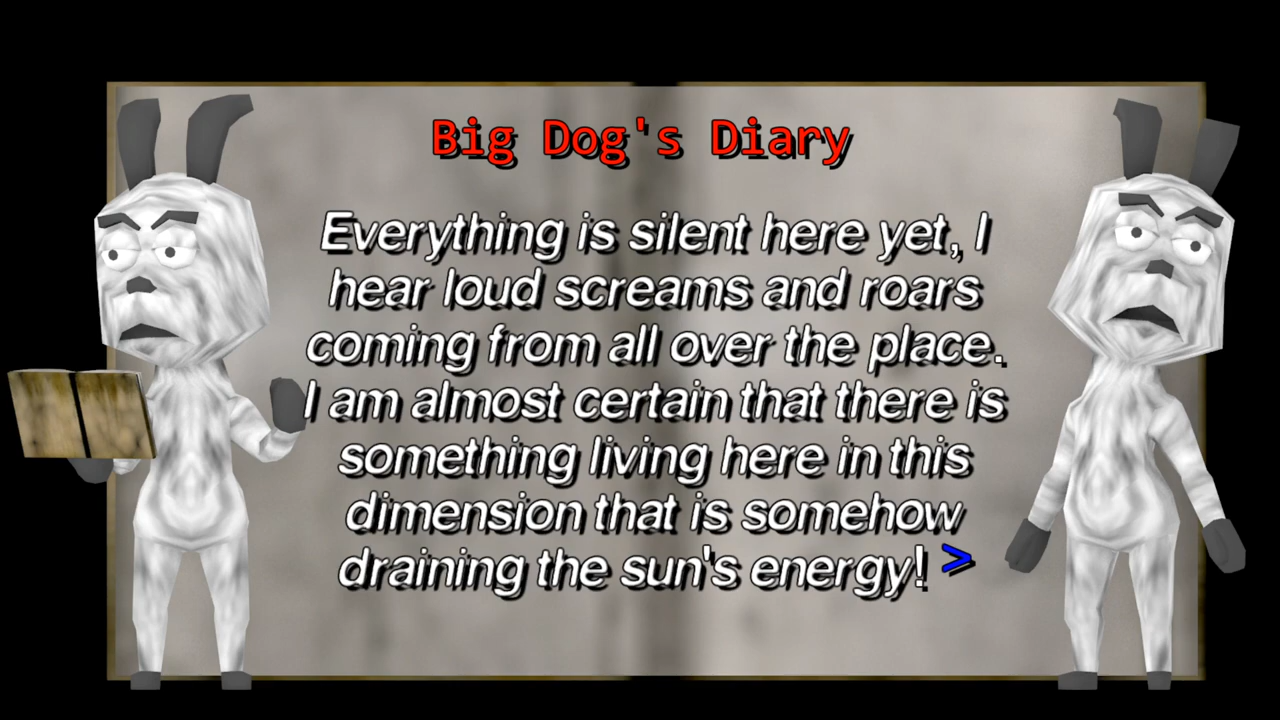 Big Dog's Diary
Everything is silent here yet, I
hear loud screams and roars
coming from all over the place.
I am almost certain that there is
something living here in this
dimension that is somehow
draining the sun's energy! >